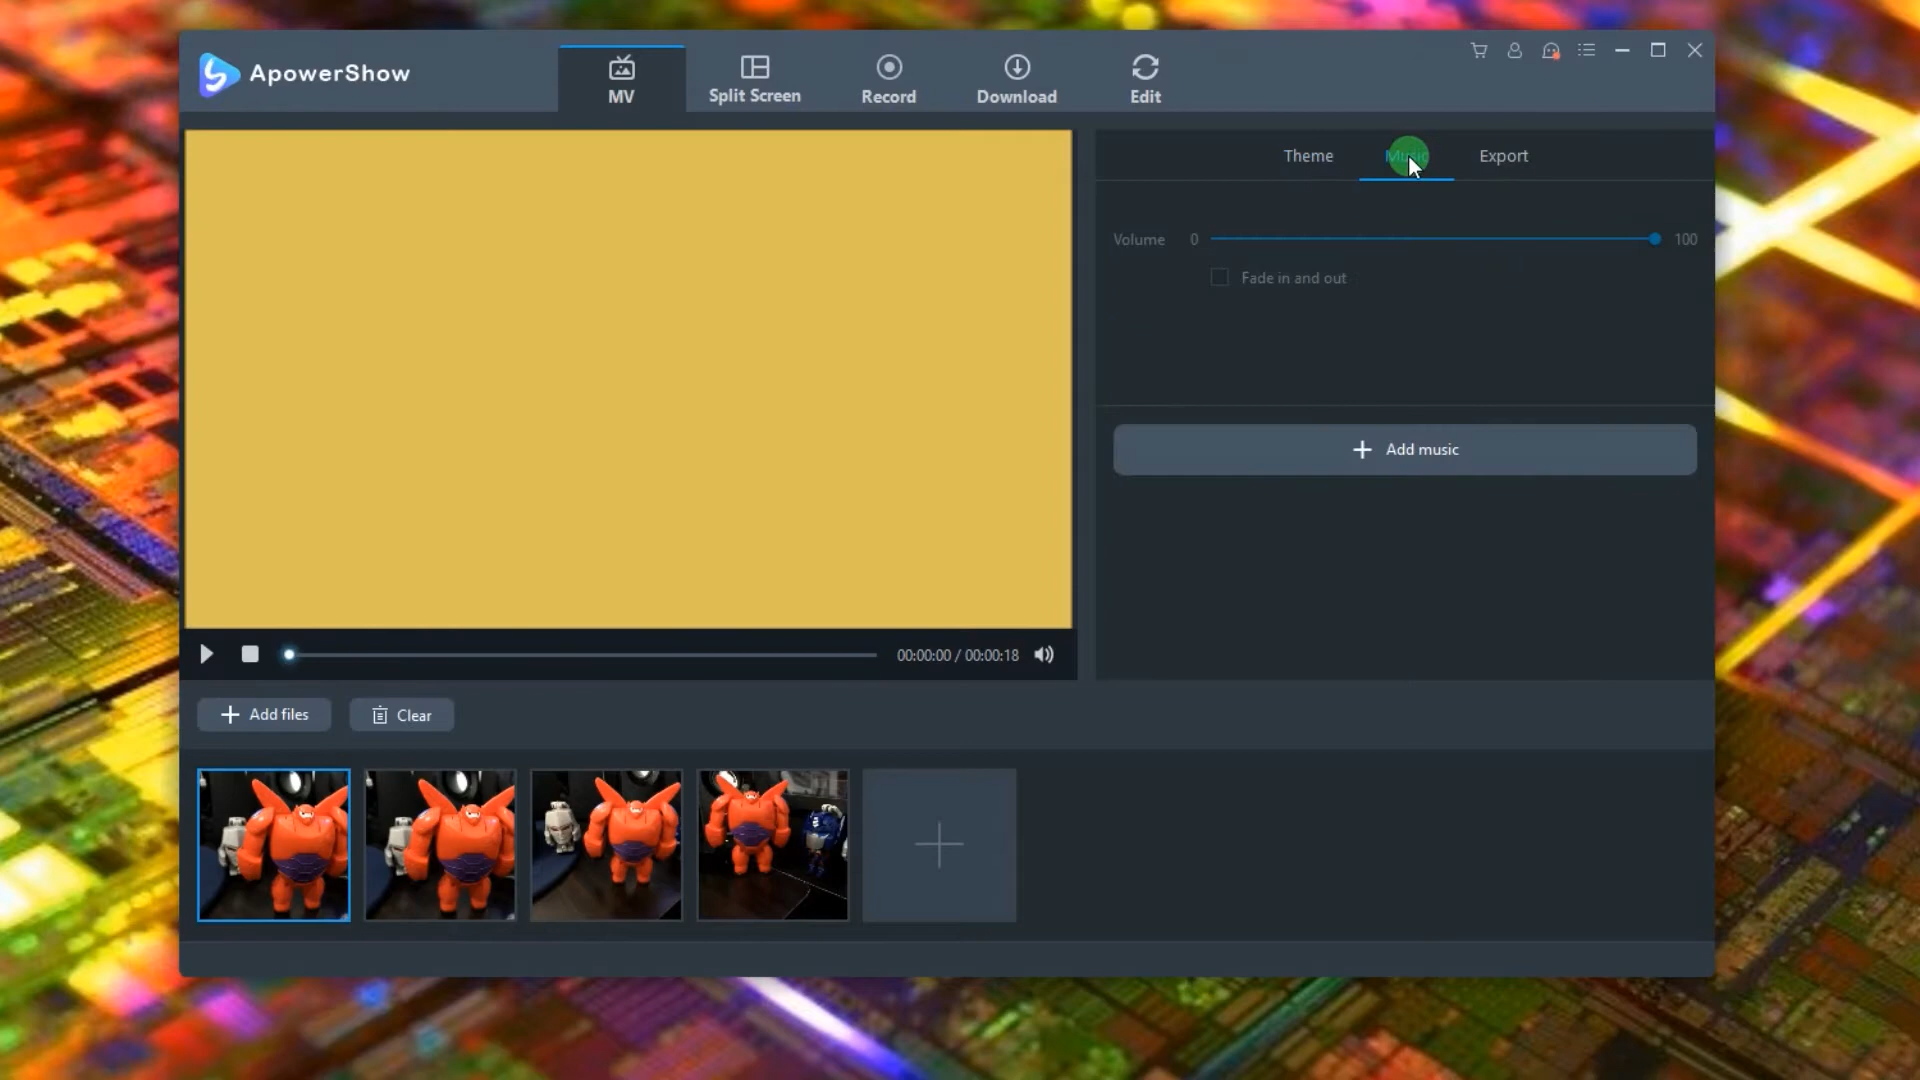 ApowerShow
MV
Split Screen
Record
Download
Edit
Theme
Music
Export
Volume 0 100
Fade in and out
Add music
00:00:00 / 00:00:18
Add files
Clear